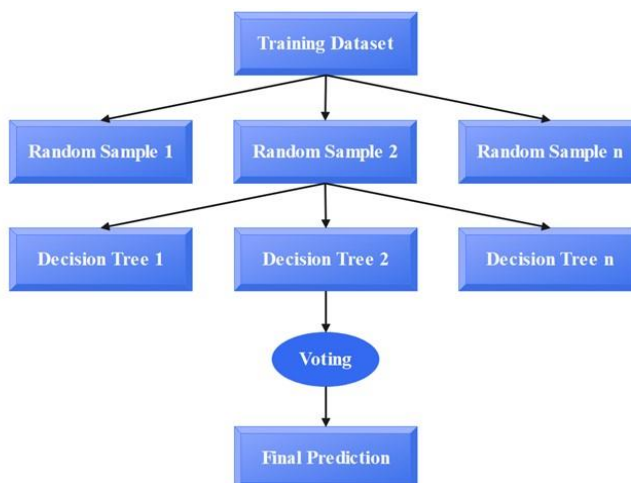 Training Dataset
Random Sample 1
Random Sample 2
Random Sample n
Decision Tree 1
Decision Tree 2
Decision Tree n
Voting
Final Prediction